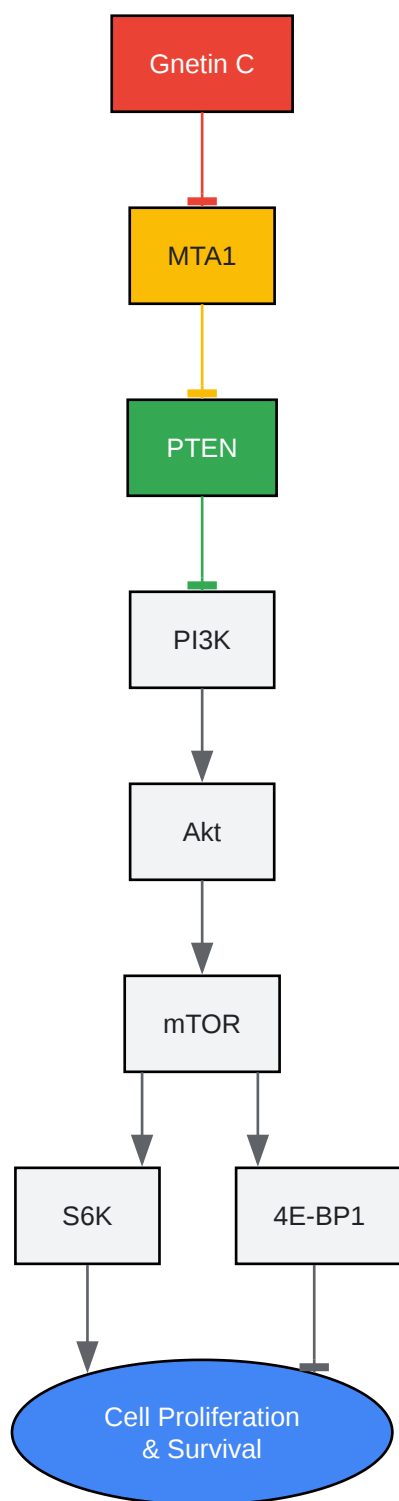 Gnetin C
MTA1
PTEN
PI3K
Akt
mTOR
S6K
4E-BP1
Cell Proliferation
& Survival